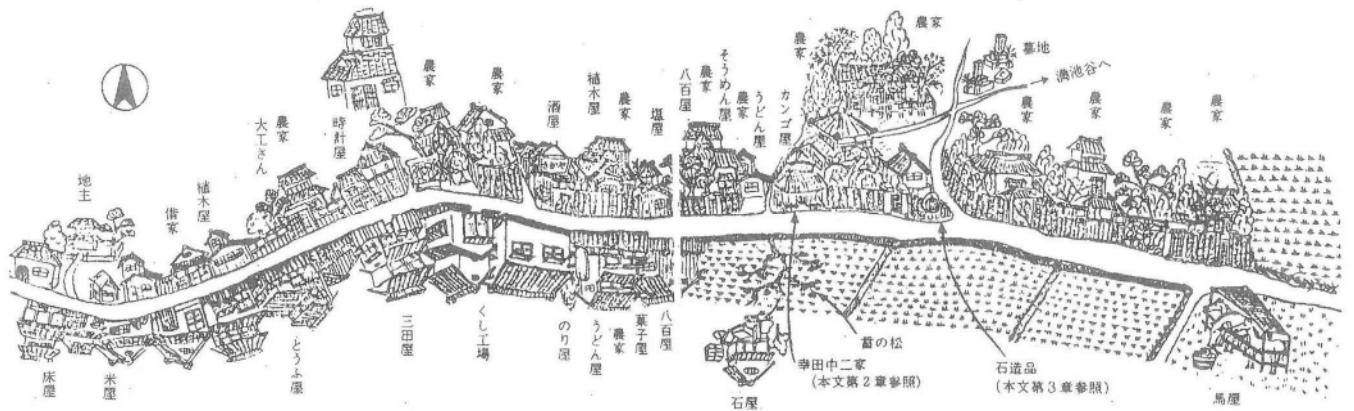 地主
借家
植木屋
大工さん
農家
時計屋
農家
農家
酒屋
植木屋
農家
塩屋
八百屋
農家
そうめん屋
農家
うどん屋
カンゴ屋
農家
農家
墓地
満池谷へ
農家
農家
農家
農家
床屋
米屋
とうふ屋
三田屋
くし工場
のり屋
うどん屋
農家
菓子屋
八百屋
石屋
幸田中二家
(本文第2章参照)
石造品
(本文第3章参照)
馬屋